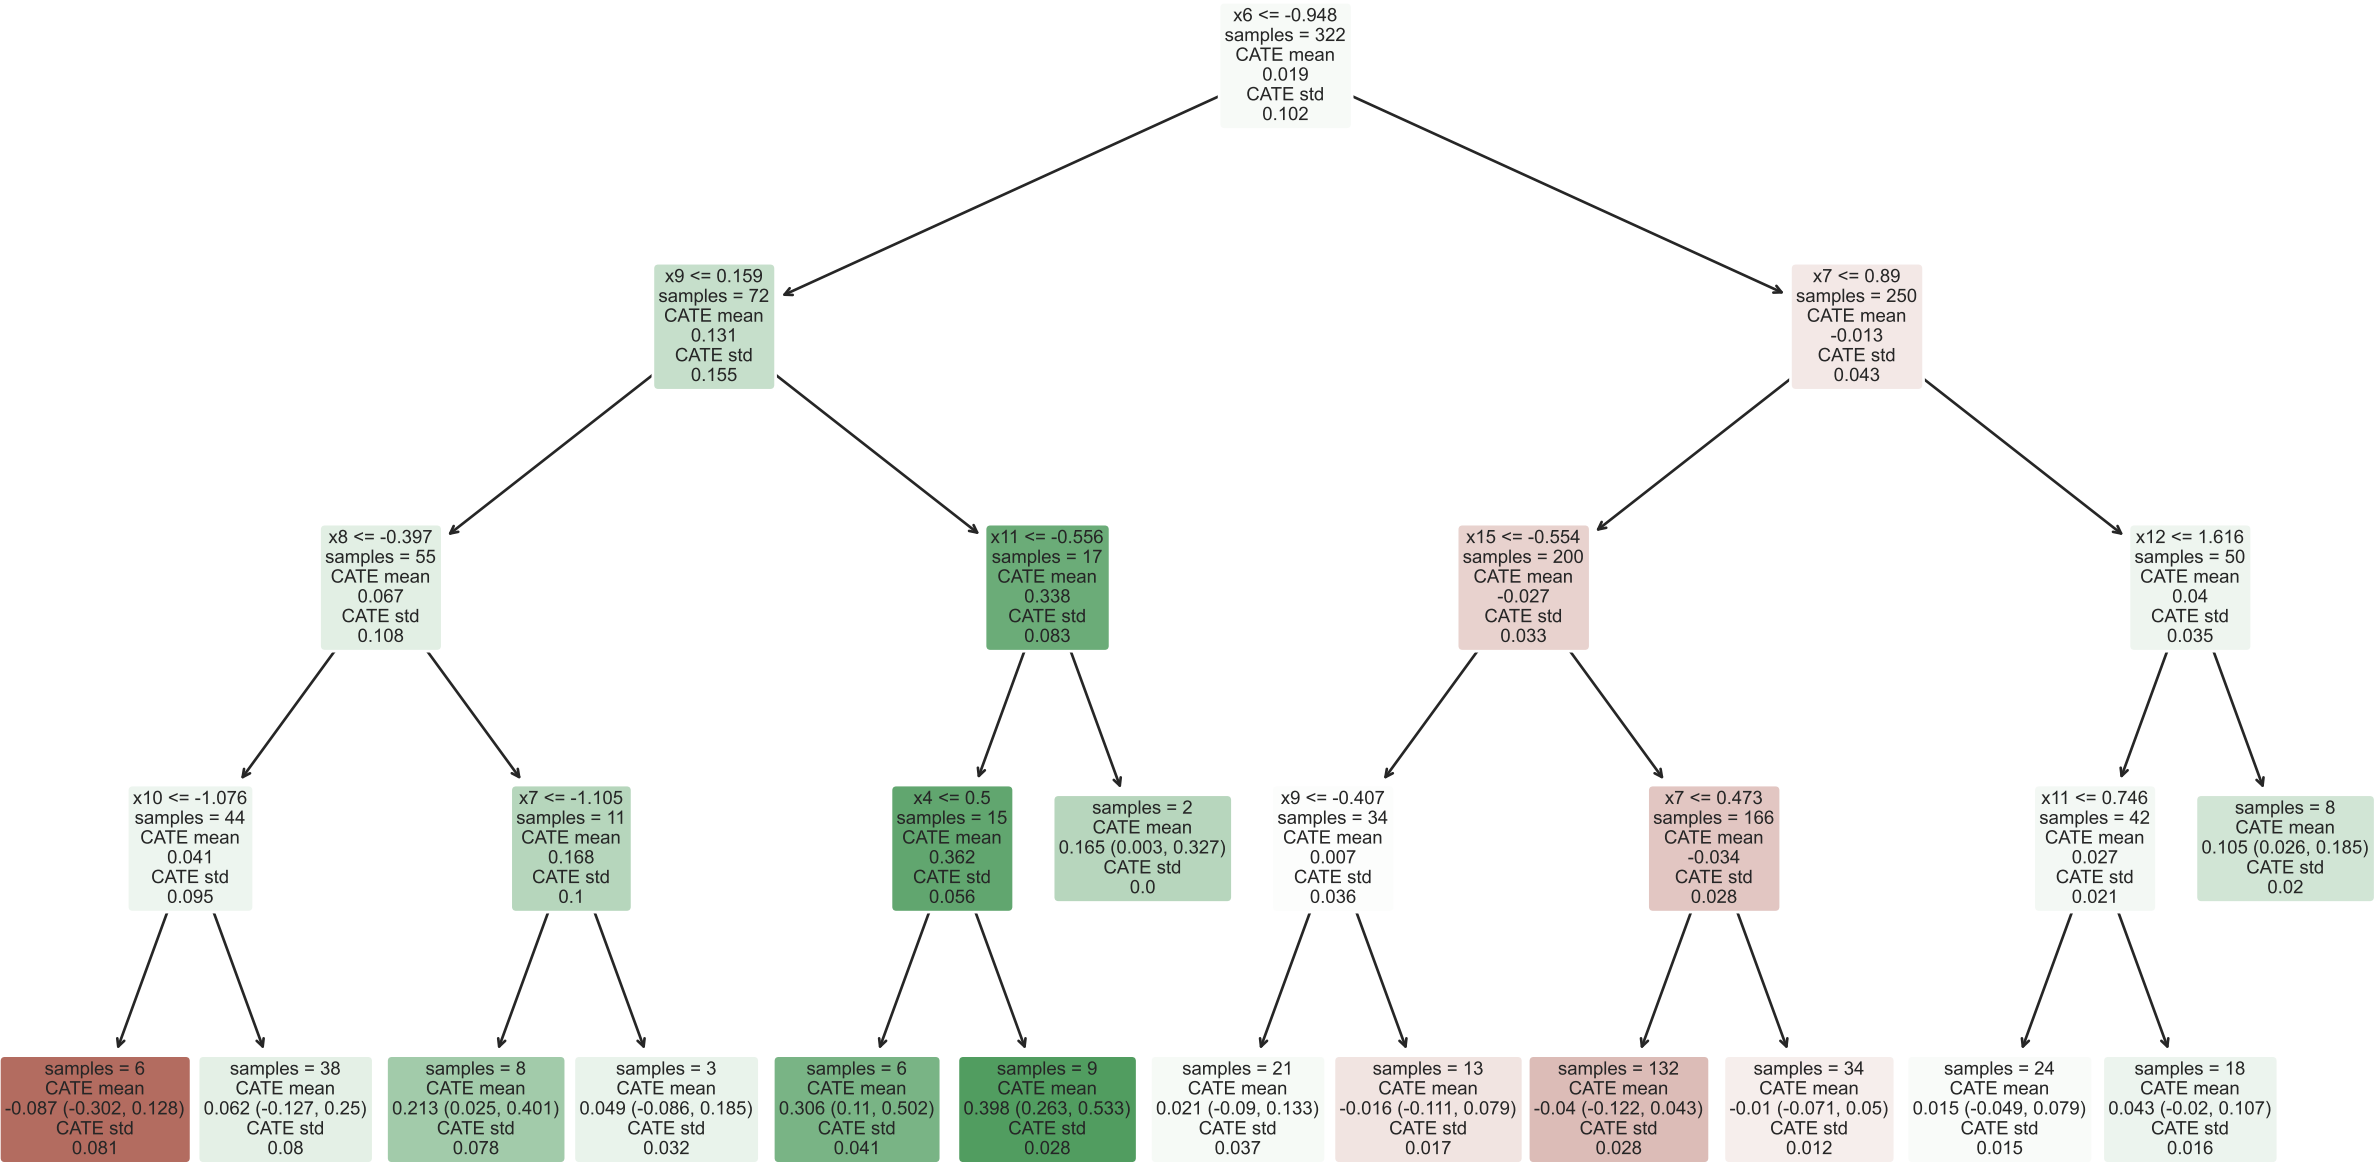 x6 <= -0.948
samples = 322
CATE mean
0.019
CATE std
0.102
x9 <= 0.159
samples = 72
CATE mean
0.131
CATE std
0.155
x7 <= 0.89
samples = 250
CATE mean
-0.013
CATE std
0.043
x8 <= -0.397
samples = 55
CATE mean
0.067
CATE std
0.108
x11 <= -0.556
samples = 17
CATE mean
0.338
CATE std
0.083
x15 <= -0.554
samples = 200
CATE mean
-0.027
CATE std
0.033
x12 <= 1.616
samples = 50
CATE mean
0.04
CATE std
0.035
x10 <= -1.076
samples = 44
CATE mean
0.041
CATE std
0.095
x7 <= -1.105
samples = 11
CATE mean
0.168
CATE std
0.1
x4 <= 0.5
samples = 15
CATE mean
0.362
CATE std
0.056
samples = 2
CATE mean
0.165 (0.003, 0.327)
CATE std
0.0
x9 <= -0.407
samples = 34
CATE mean
0.007
CATE std
0.036
x7 <= 0.473
samples = 166
CATE mean
-0.034
CATE std
0.028
x11 <= 0.746
samples = 42
CATE mean
0.027
CATE std
0.021
samples = 8
CATE mean
0.105 (0.026, 0.185)
CATE std
0.02
samples = 6
CATE mean
-0.087 (-0.302, 0.128)
CATE std
0.081
samples = 38
CATE mean
0.062 (-0.127, 0.25)
CATE std
0.08
samples = 8
CATE mean
0.213 (0.025, 0.401)
CATE std
0.078
samples = 3
CATE mean
0.049 (-0.086, 0.185)
CATE std
0.032
samples = 6
CATE mean
0.306 (0.11, 0.502)
CATE std
0.041
samples = 9
CATE mean
0.398 (0.263, 0.533)
CATE std
0.028
samples = 21
CATE mean
0.021 (-0.09, 0.133)
CATE std
0.037
samples = 13
CATE mean
-0.016 (-0.111, 0.079)
CATE std
0.017
samples = 132
CATE mean
-0.04 (-0.122, 0.043)
CATE std
0.028
samples = 34
CATE mean
-0.01 (-0.071, 0.05)
CATE std
0.012
samples = 24
CATE mean
0.015 (-0.049, 0.079)
CATE std
0.015
samples = 18
CATE mean
0.043 (-0.02, 0.107)
CATE std
0.016